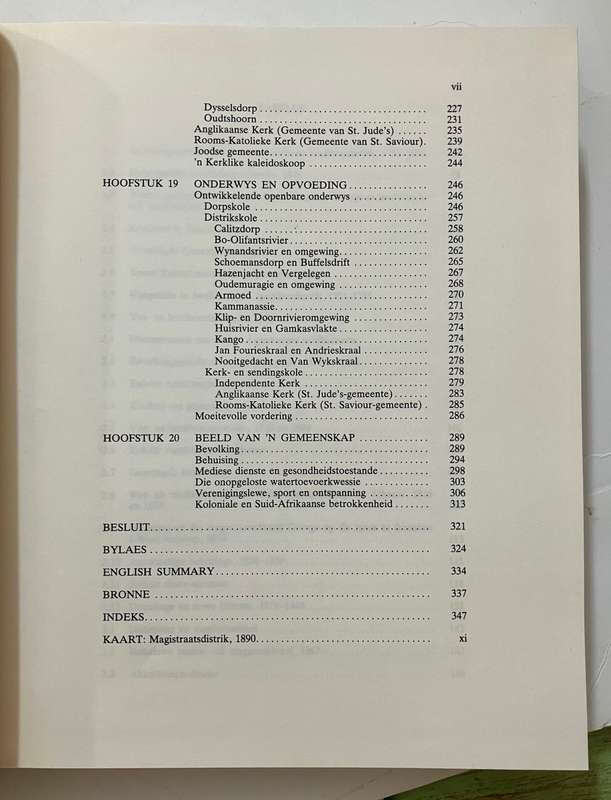 vii
Dysselsdorp 227
Oudtshoorn 231
Anglikaanse Kerk (Gemeente van St. Jude's) 235
Rooms-Katolieke Kerk (Gemeente van St. Saviour). 239
Joodse gemeente 242
'n Kerklike kaleidoskoop 244
HOOFSTUK 19 ONDERWYS EN OPVOEDING 246
Ontwikkelende openbare onderwys 246
Dorpskole 246
Distrikskole 257
Calitzdorp 258
Bo-Olifantsrivier 260
Wynandsrivier en omgewing 262
Schoemansdorp en Buffelsdrift 265
Hazenjacht en Vergelegen 267
Oudemuragie en omgewing 268
Armoed 270
Kammanassie 271
Klip- en Doornrivieromgewing 273
Huisrivier en Gamkasvlakte 274
Kango 274
Jan Fourieskraal en Andrieskraal 276
Nooitgedacht en Van Wykskraal 278
Kerk- en sendingskole 278
Independente Kerk 279
Anglikaanse Kerk (St. Jude's-gemeente) 283
Rooms-Katolieke Kerk (St. Saviour-gemeente) . 285
Moeitevolle vordering 286
HOOFSTUK 20 BEELD VAN 'N GEMEENSKAP 289
Bevolking 289
Behuising 294
Mediese dienste en gesondheidstoestande 298
Die onopgeloste watertoevoerkwessie 303
Verenigingslewe, sport en ontspanning 306
Koloniale en Suid-Afrikaanse betrokkenheid 313
BESLUIT 321
BYLAES 324
ENGLISH SUMMARY 334
BRONNE 337
INDEKS 347
KAART: Magistraatsdistrik, 1890 xi